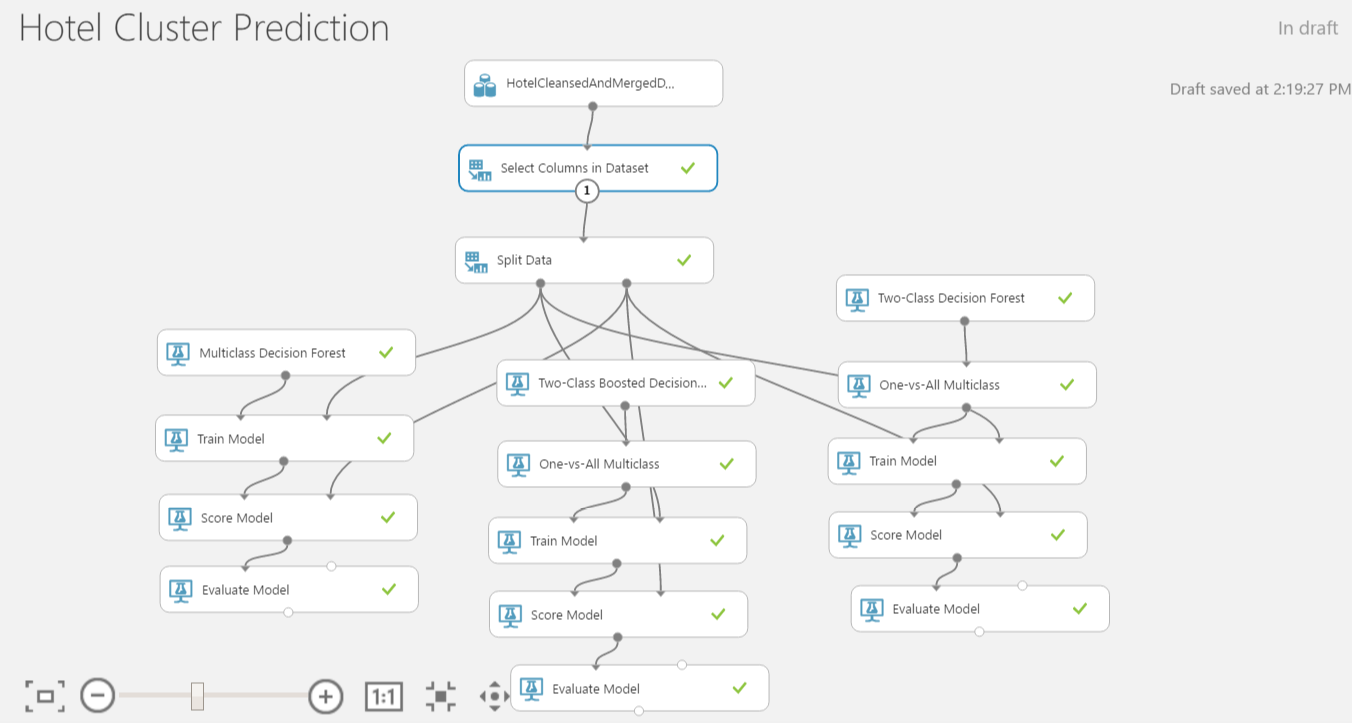 Hotel Cluster Prediction
In draft
Draft saved at 2:19:27 PM
HotelCleansedAndMergedD...
Select Columns in Dataset
1
Split Data
Two-Class Decision Forest
Multiclass Decision Forest
Two-Class Boosted Decision...
One-vs-All Multiclass
Train Model
One-vs-All Multiclass
Train Model
Score Model
Train Model
Score Model
Evaluate Model
Score Model
Evaluate Model
Evaluate Model
1:1